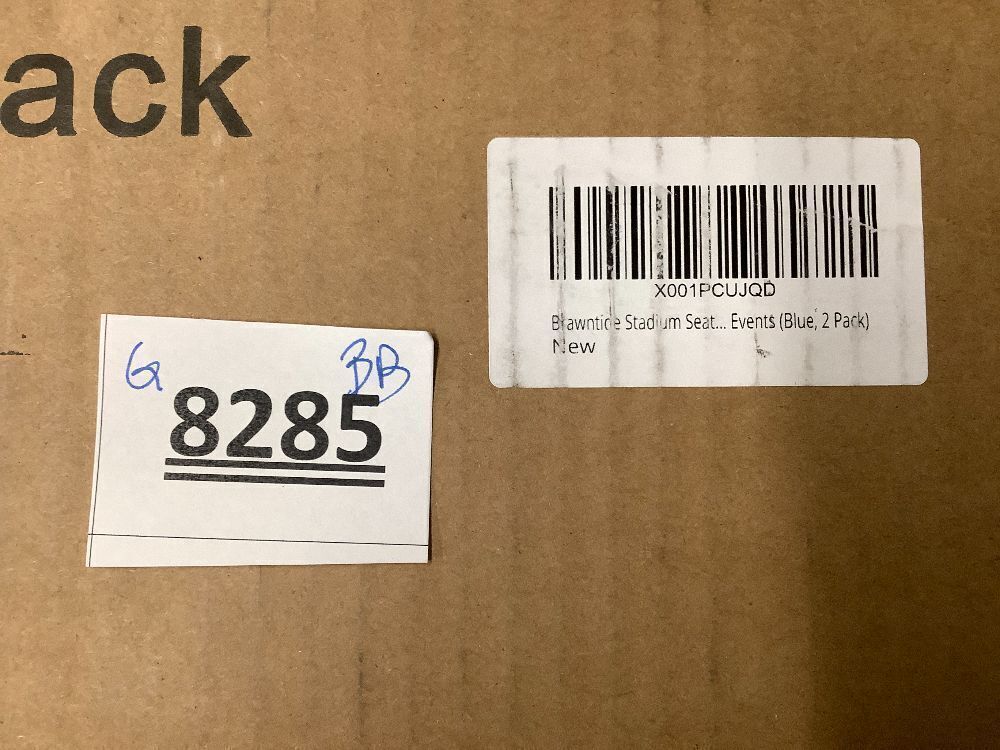 ack
X001PCUJQD
Brawntide Stadium Seat... Events (Blue, 2 Pack)
New
G BB
8285